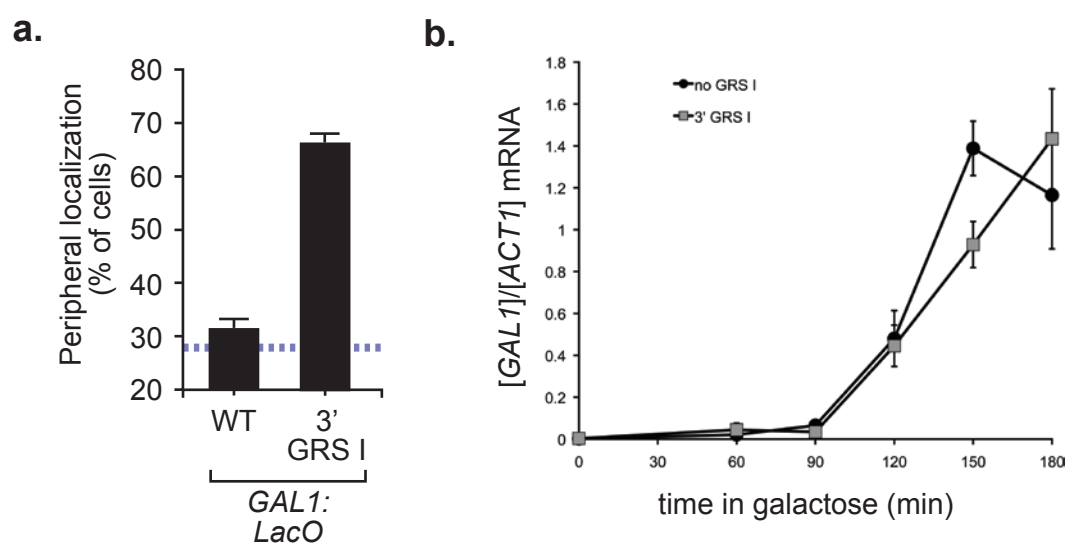 a.
Peripheral localization
(% of cells)
80
70
60
50
40
30
20
WT
3'
GRS I
GAL1:
LacO
b.
[GAL1]/[ACT1] mRNA
1.8
1.6
1.4
1.2
1
0.8
0.6
0.4
0.2
0
no GRS I
3' GRS I
0
30
60
90
120
150
180
time in galactose (min)